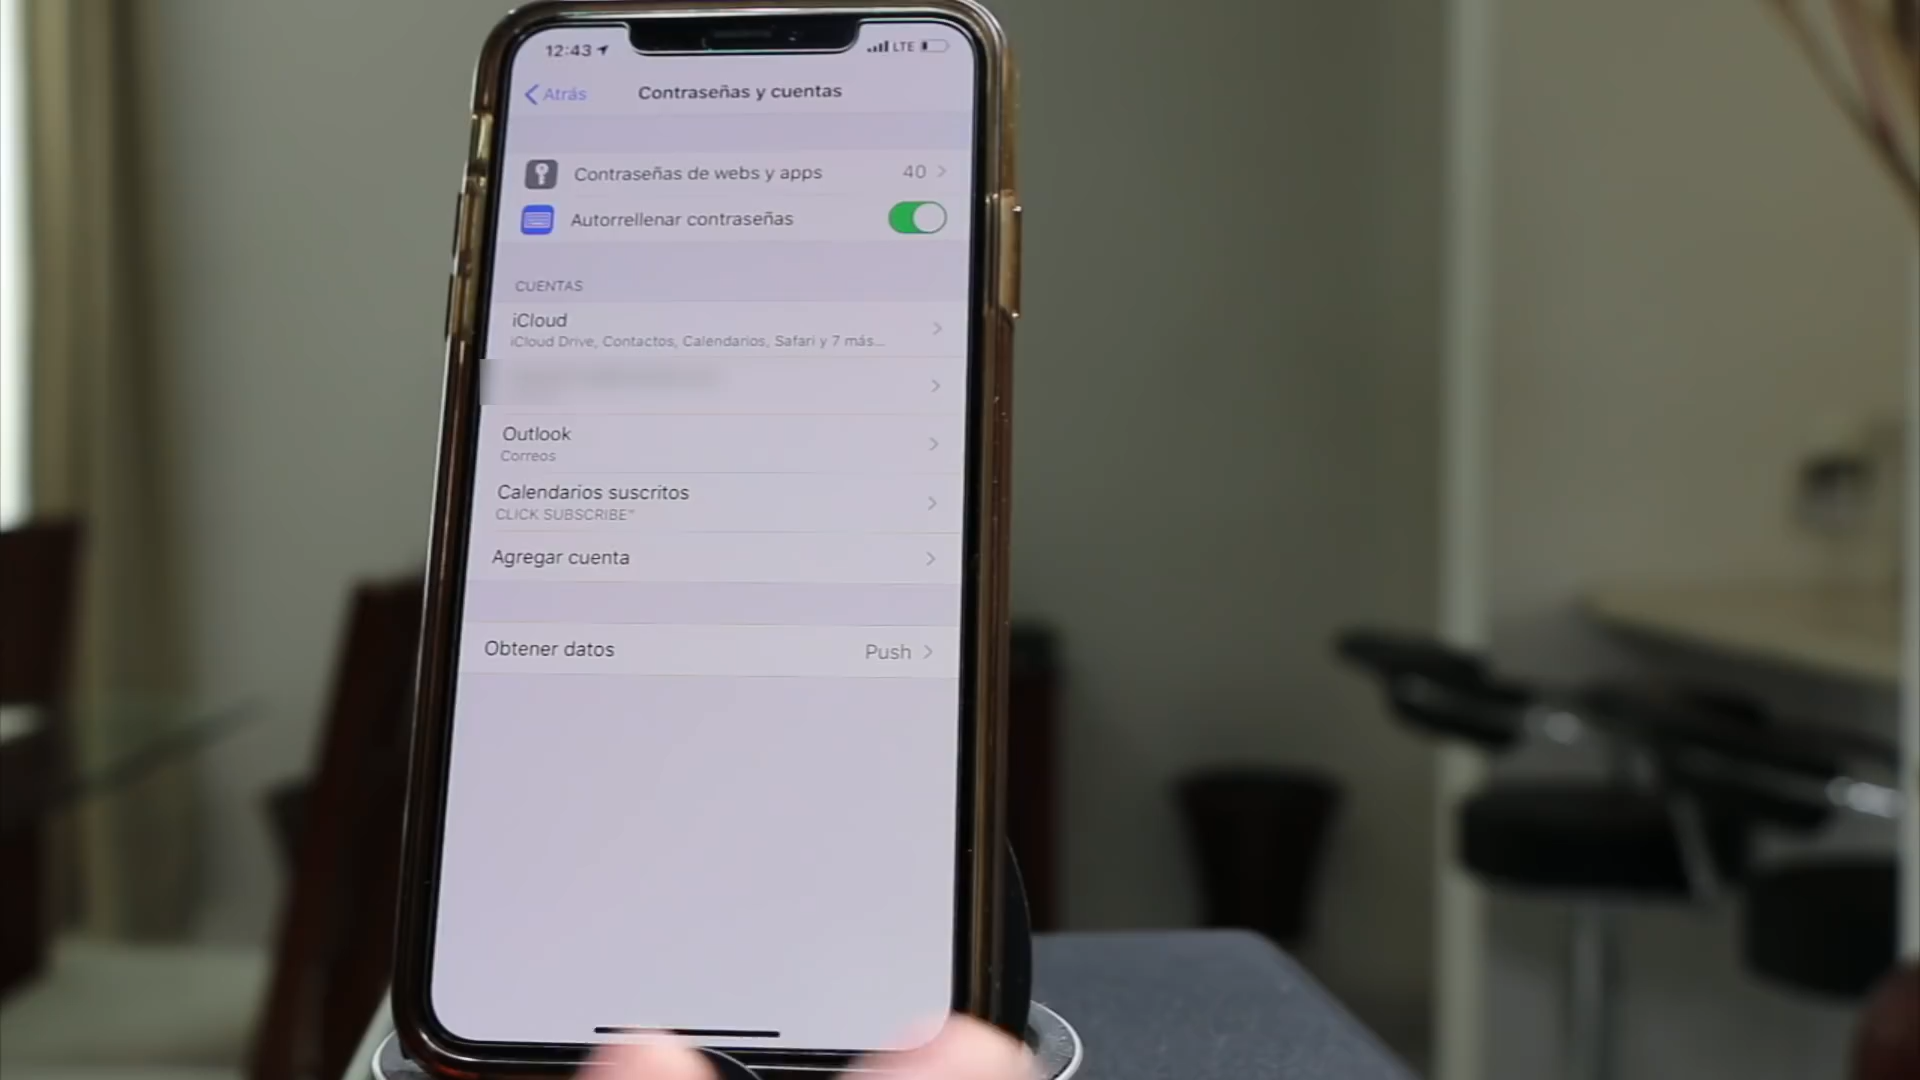 12:43 LTE
Atrás Contraseñas y cuentas
Contraseñas de webs y apps 40
Autorrellenar contraseñas
CUENTAS
iCloud
iCloud Drive, Contactos, Calendarios, Safari y 7 más...
Outlook
Correos
Calendarios suscritos
CLICK SUBSCRIBE"
Agregar cuenta
Obtener datos Push